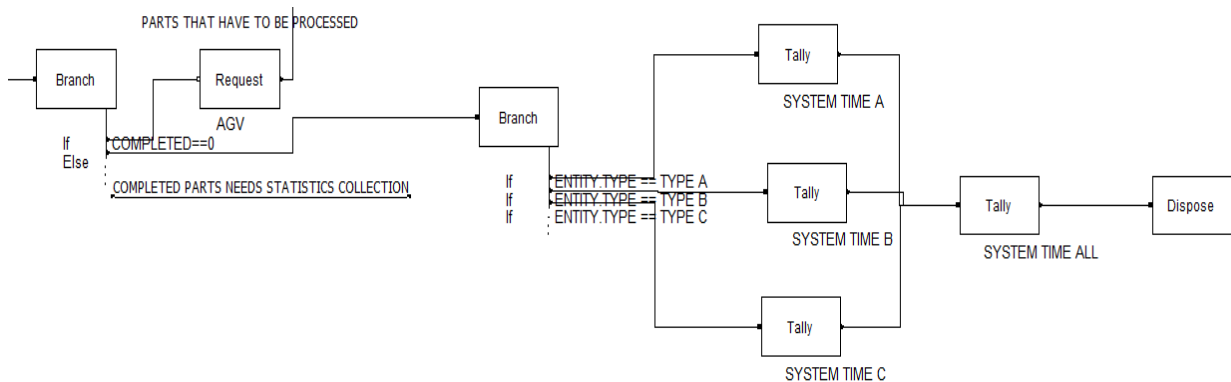 PARTS THAT HAVE TO BE PROCESSED
Branch
Request
AGV
If COMPLETED==0
Else
COMPLETED PARTS NEEDS STATISTICS COLLECTION
Branch
If ENTITY.TYPE == TYPE A
If ENTITY.TYPE == TYPE B
If ENTITY.TYPE == TYPE C
Tally
SYSTEM TIME A
Tally
SYSTEM TIME B
Tally
SYSTEM TIME C
Tally
SYSTEM TIME ALL
Dispose